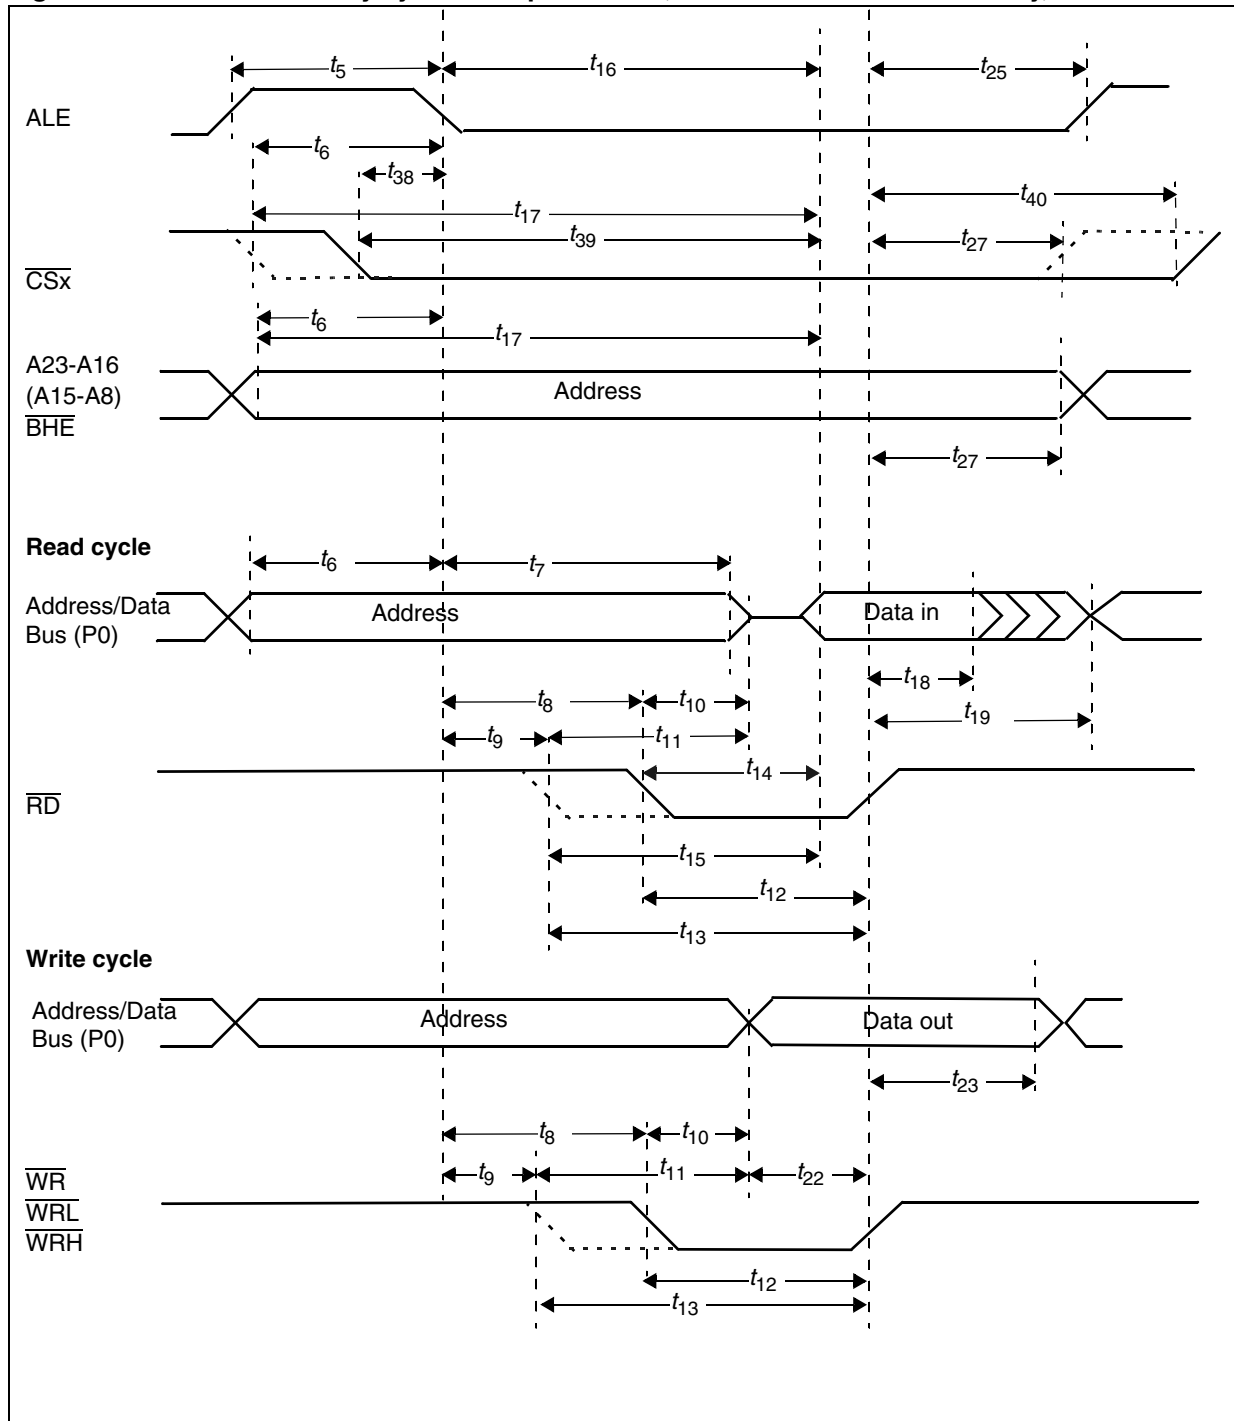 t5 t16 t25
ALE
t6
t38
t40
t17
t39 t27
CSx
t6
t17
A23-A16
(A15-A8) Address
BHE
t27
Read cycle
t6 t7
Address/Data
Bus (P0) Address Data in
t18
t8 t10
t19
t9 t11
t14
RD
t15
t12
t13
Write cycle
Address/Data
Bus (P0) Address Data out
t23
t8 t10
t9 t11 t22
WR
WRL
WRH
t12
t13